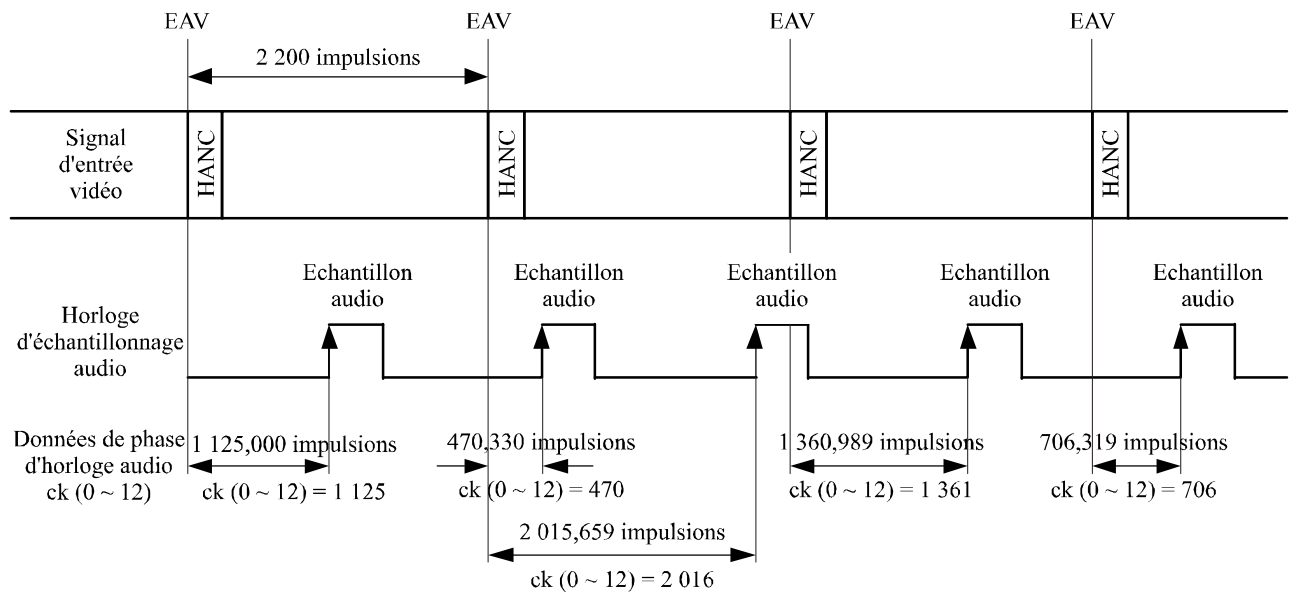 EAV
EAV
EAV
EAV
2 200 impulsions
Signal
d'entrée
vidéo
HANC
HANC
HANC
HANC
Echantillon
audio
Echantillon
audio
Echantillon
audio
Echantillon
audio
Echantillon
audio
Horloge
d'échantillonnage
audio
Données de phase
d'horloge audio
ck (0 ~ 12)
1 125,000 impulsions
ck (0 ~ 12) = 1 125
470,330 impulsions
ck (0 ~ 12) = 470
1 360,989 impulsions
ck (0 ~ 12) = 1 361
706,319 impulsions
ck (0 ~ 12) = 706
2 015,659 impulsions
ck (0 ~ 12) = 2 016